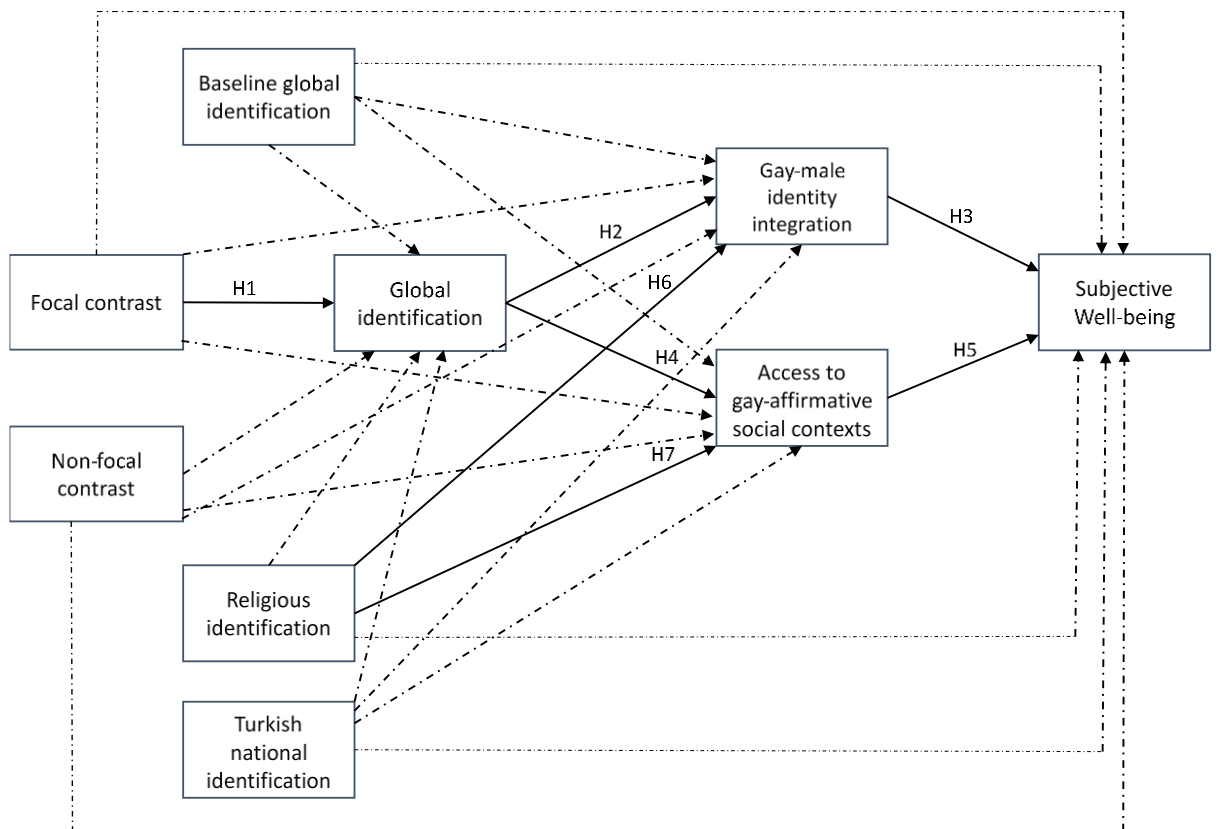 Baseline global
identification
Gay-male
identity
integration
H3
H2
Focal contrast
H1
Global
identification
H6
Subjective
Well-being
H4
H5
Access to
gay-affirmative
social contexts
Non-focal
contrast
H7
Religious
identification
Turkish
national
identification